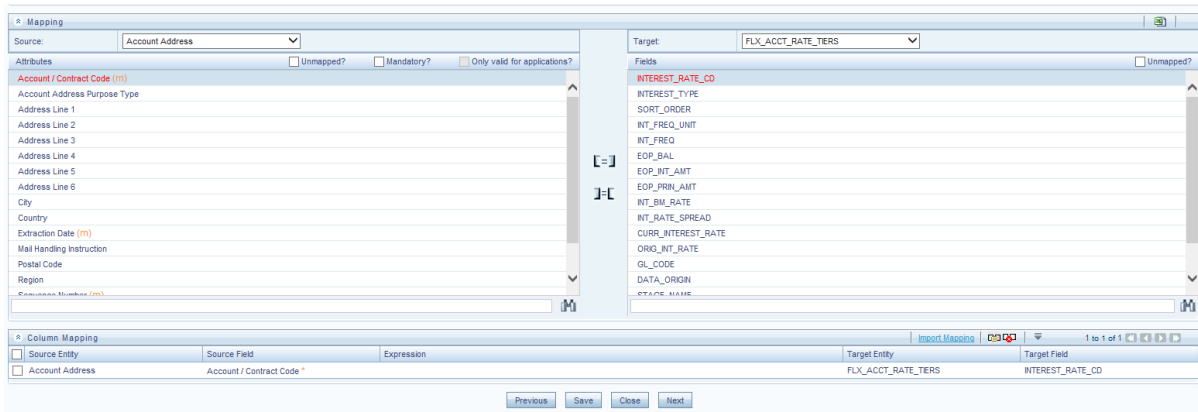 Mapping
Source: Account Address Target: FLX_ACCT_RATE_TIERS
Attributes Unmapped? Mandatory? Only valid for applications? Fields Unmapped?
Account / Contract Code (m) INTEREST_RATE_CD
Account Address Purpose Type INTEREST_TYPE
Address Line 1 SORT_ORDER
Address Line 2 INT_FREQ_UNIT
Address Line 3 INT_FREQ
Address Line 4 EOP_BAL
Address Line 5 EOP_INT_AMT
Address Line 6 EOP_PRIN_AMT
City INT_BM_RATE
Country INT_RATE_SPREAD
Extraction Date (m) CURR_INTEREST_RATE
Mail Handling Instruction ORIG_INT_RATE
Postal Code GL_CODE
Region DATA_ORIGIN
Sequence Number (m) STAGE_NAME
Column Mapping Import Mapping 1 to 1 of 1
Source Entity Source Field Expression Target Entity Target Field
Account Address Account / Contract Code * FLX_ACCT_RATE_TIERS INTEREST_RATE_CD
Previous Save Close Next